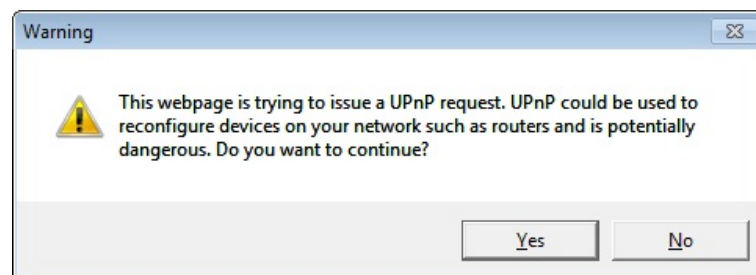 Warning
This webpage is trying to issue a UPnP request. UPnP could be used to
reconfigure devices on your network such as routers and is potentially
dangerous. Do you want to continue?
Yes
No